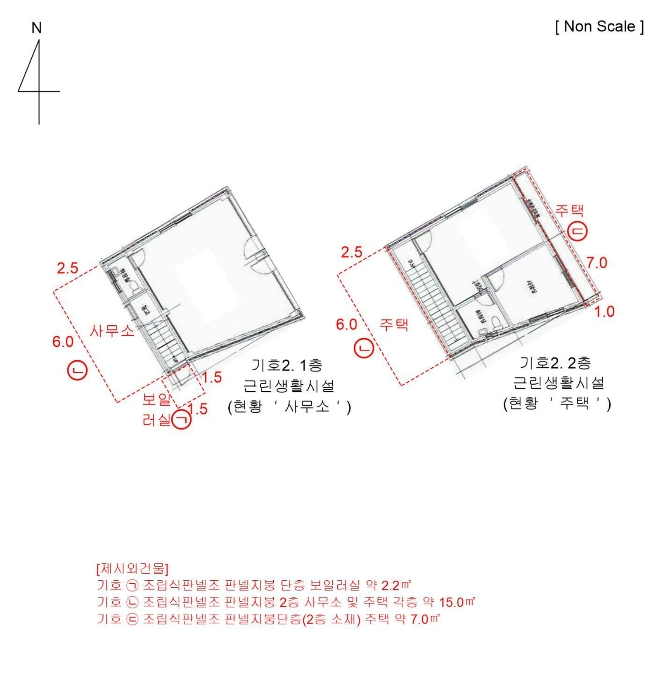 N
[ Non Scale ]
2.5
6.0
사무소
㉡
보일
러실
㉠
1.5
1.5
기호2. 1층
근린생활시설
(현황 ‘ 사무소 ’ )
2.5
6.0
주택
㉡
주택
㉢
7.0
1.0
기호2. 2층
근린생활시설
(현황 ‘ 주택 ’ )
[제시외건물]
기호 ㉠ 조립식판넬조 판넬지붕 단층 보일러실 약 2.2㎡
기호 ㉡ 조립식판넬조 판넬지붕 2층 사무소 및 주택 각층 약 15.0㎡
기호 ㉢ 조립식판넬조 판넬지붕단층(2층 소재) 주택 약 7.0㎡